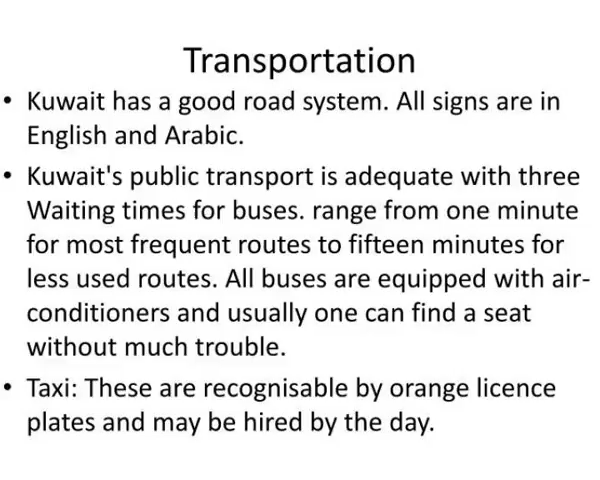 Transportation
• Kuwait has a good road system. All signs are in
English and Arabic.
• Kuwait's public transport is adequate with three
Waiting times for buses. range from one minute
for most frequent routes to fifteen minutes for
less used routes. All buses are equipped with air-
conditioners and usually one can find a seat
without much trouble.
• Taxi: These are recognisable by orange licence
plates and may be hired by the day.